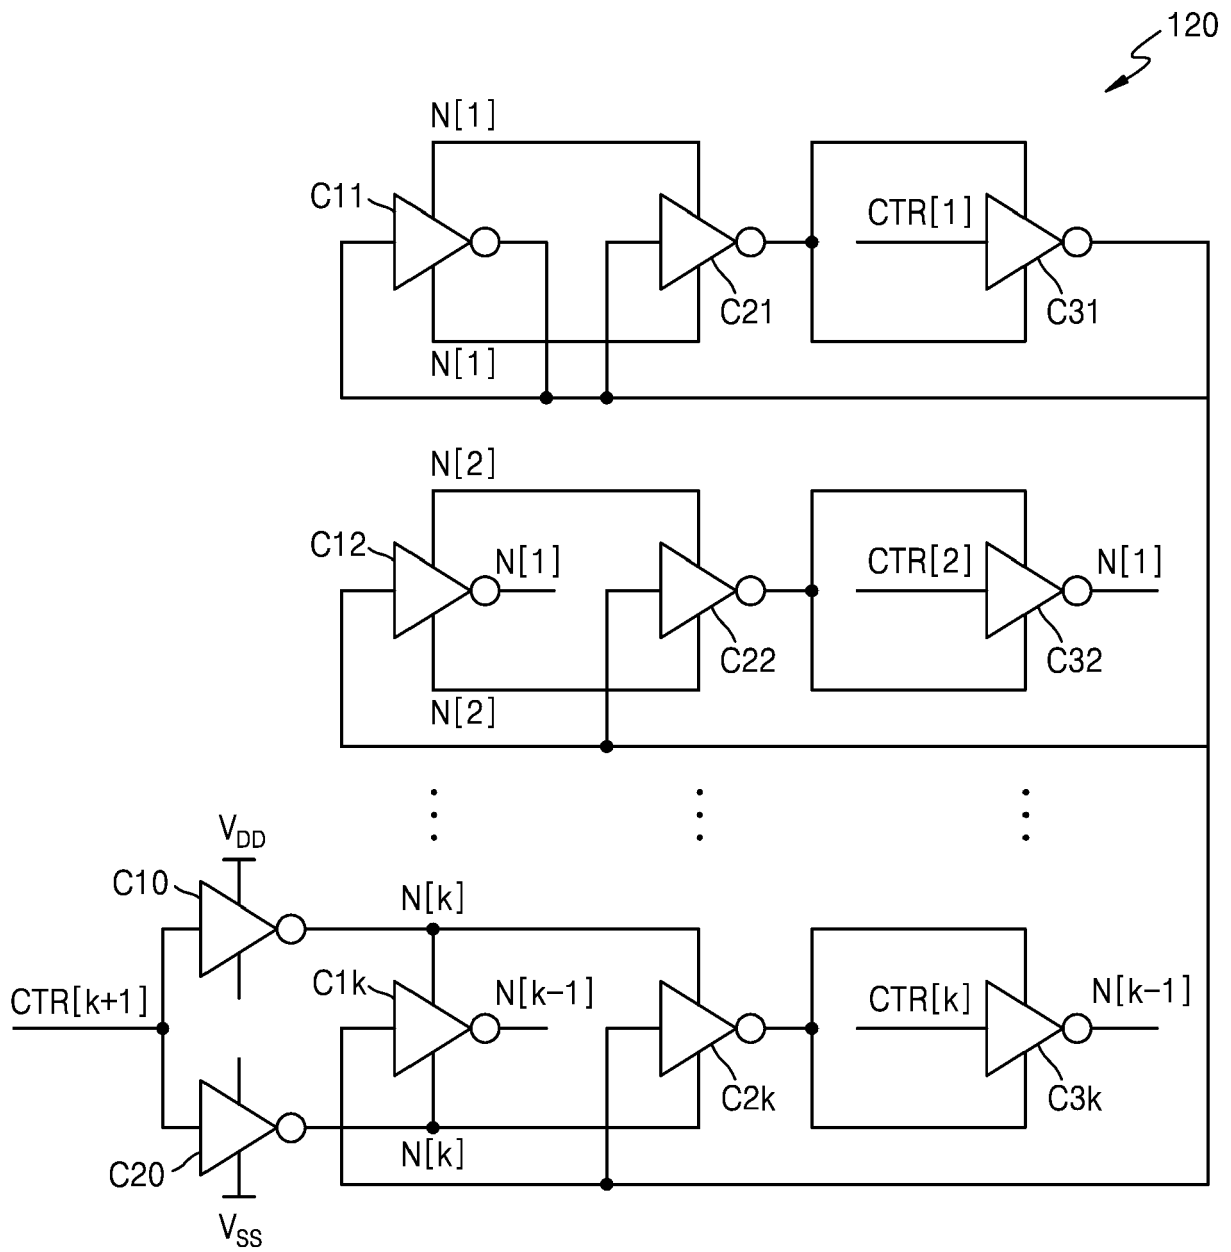 120
N[1]
C11
CTR[1]
C21
C31
N[1]
N[2]
C12
N[1]
CTR[2]
N[1]
C22
C32
N[2]
VDD
C10
N[k]
C1k
N[k-1]
CTR[k]
N[k-1]
CTR[k+1]
C2k
C3k
N[k]
C20
VSS